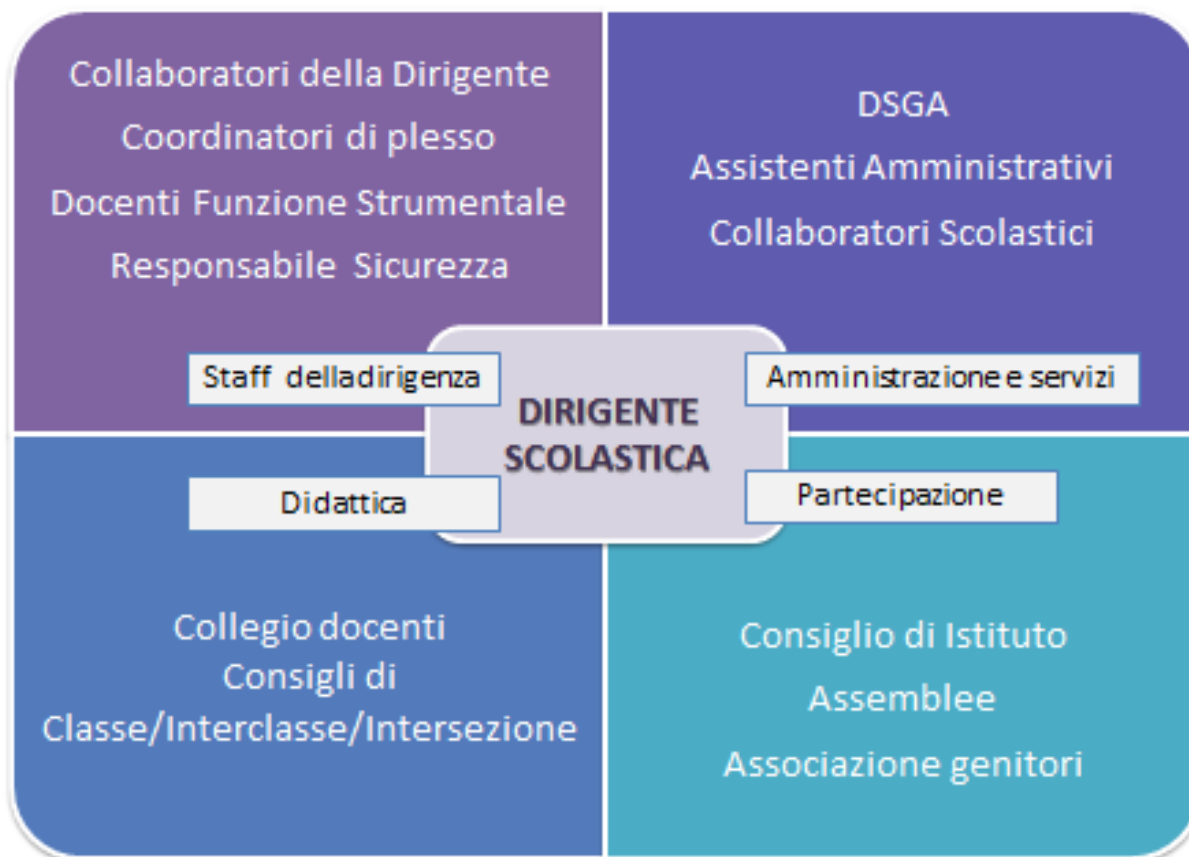 Collaboratori della Dirigente
Coordinatori di plesso
Docenti Funzione Strumentale
Responsabile Sicurezza
DSGA
Assistenti Amministrativi
Collaboratori Scolastici
Staff delladirigenza
Amministrazione e servizi
DIRIGENTE
SCOLASTICA
Didattica
Partecipazione
Collegio docenti
Consigli di
Classe/Interclasse/Intersezione
Consiglio di Istituto
Assemblee
Associazione genitori